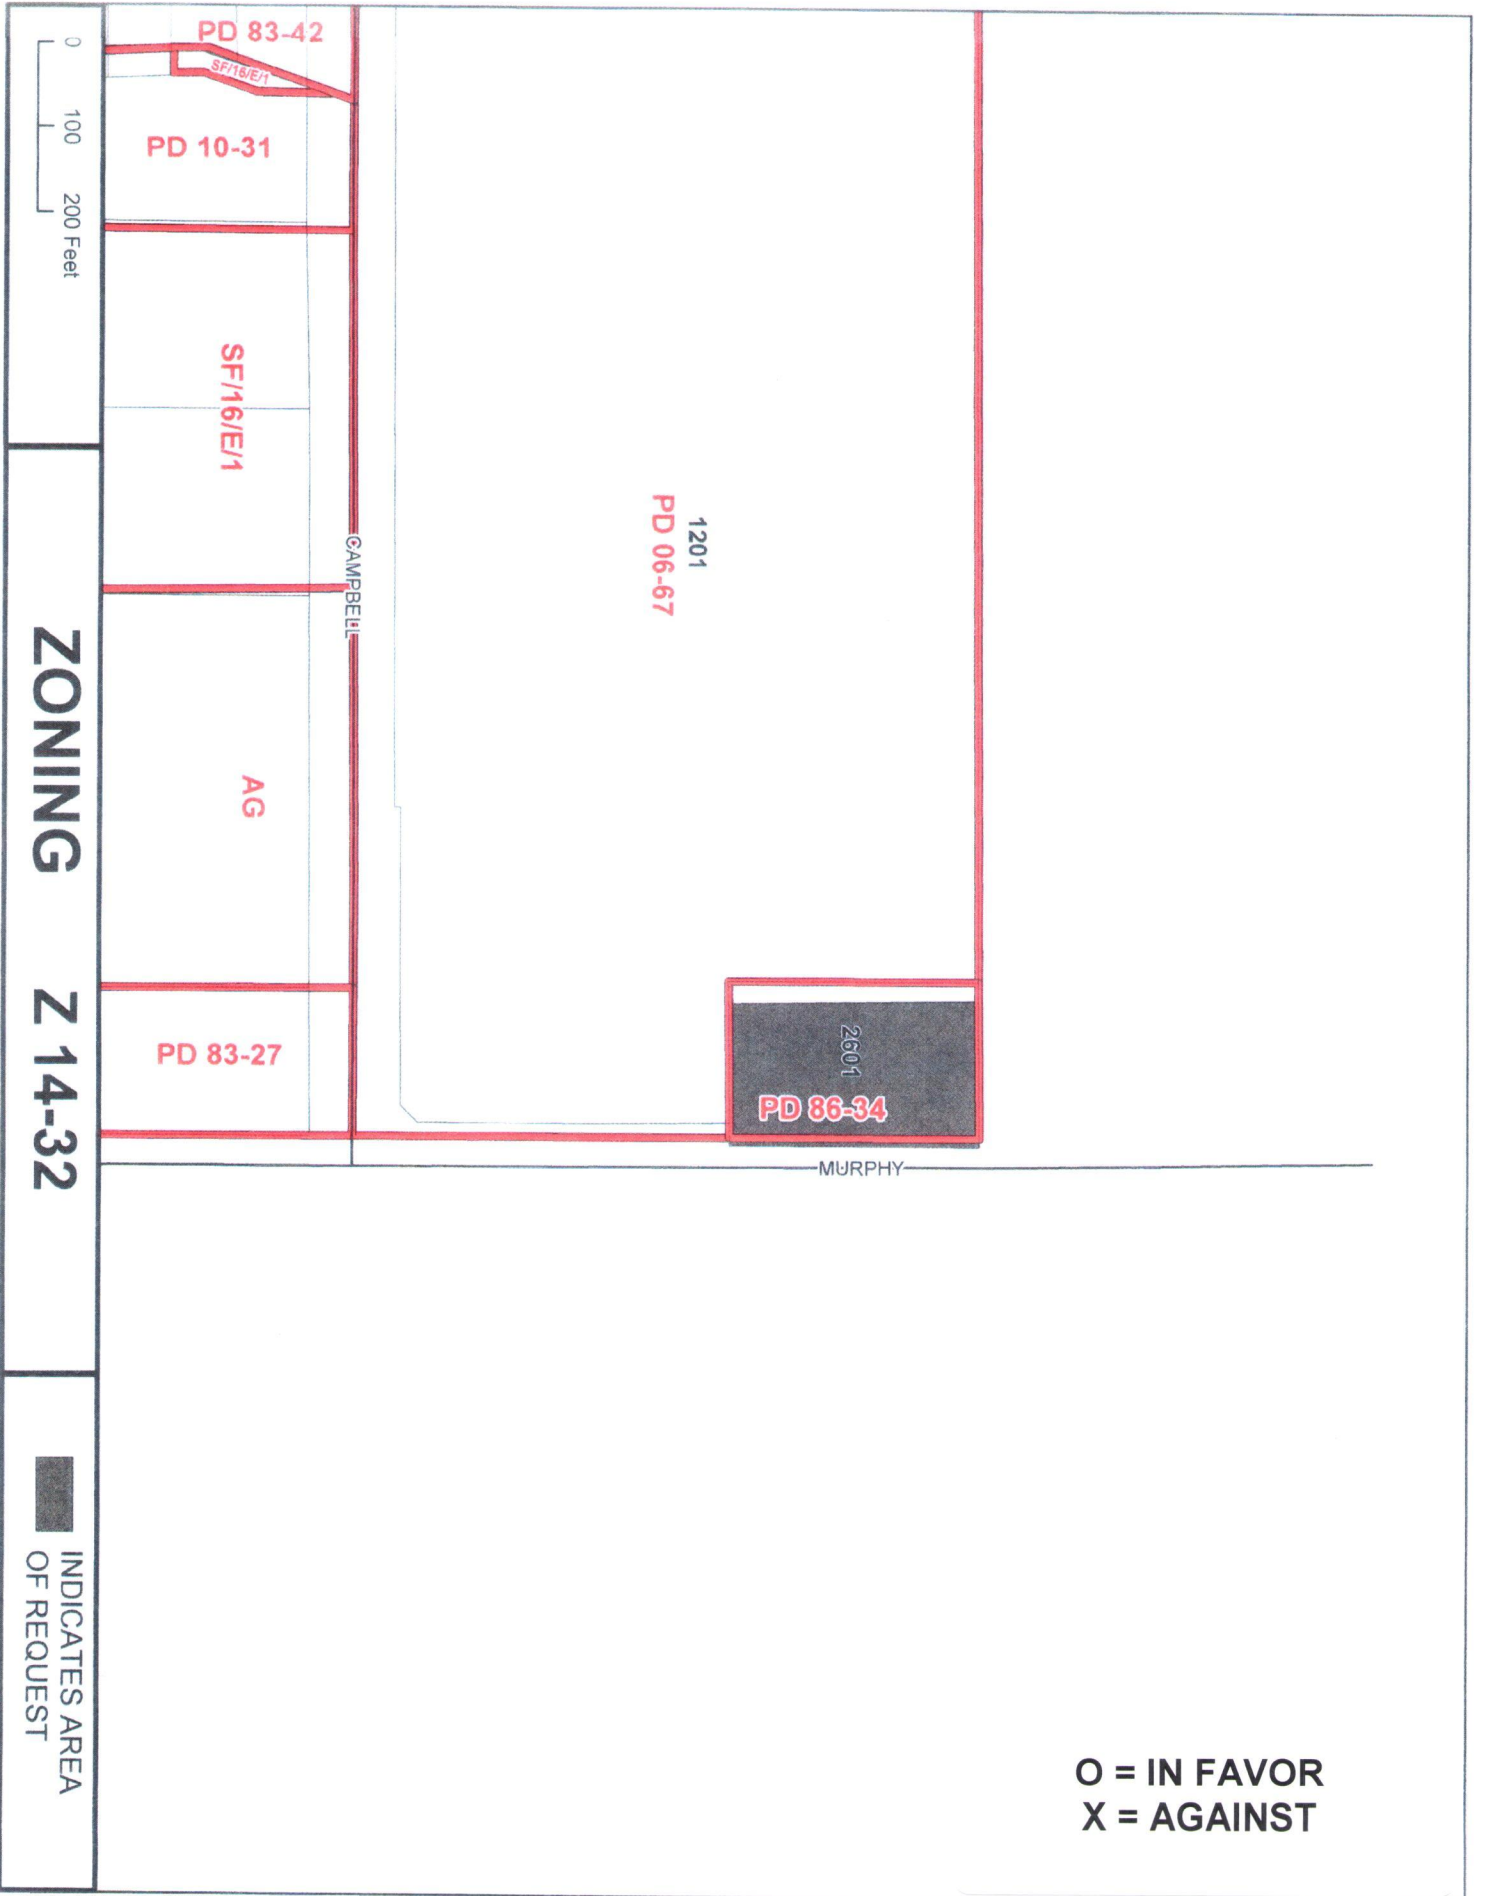 PD 83-42
SF/16/E/1
PD 10-31
SF/16/E/1
CAMPBELL
1201
PD 06-67
AG
PD 83-27
2601
PD 86-34
MURPHY
O = IN FAVOR
X = AGAINST
0 100 200 Feet
ZONING Z 14-32
INDICATES AREA
OF REQUEST